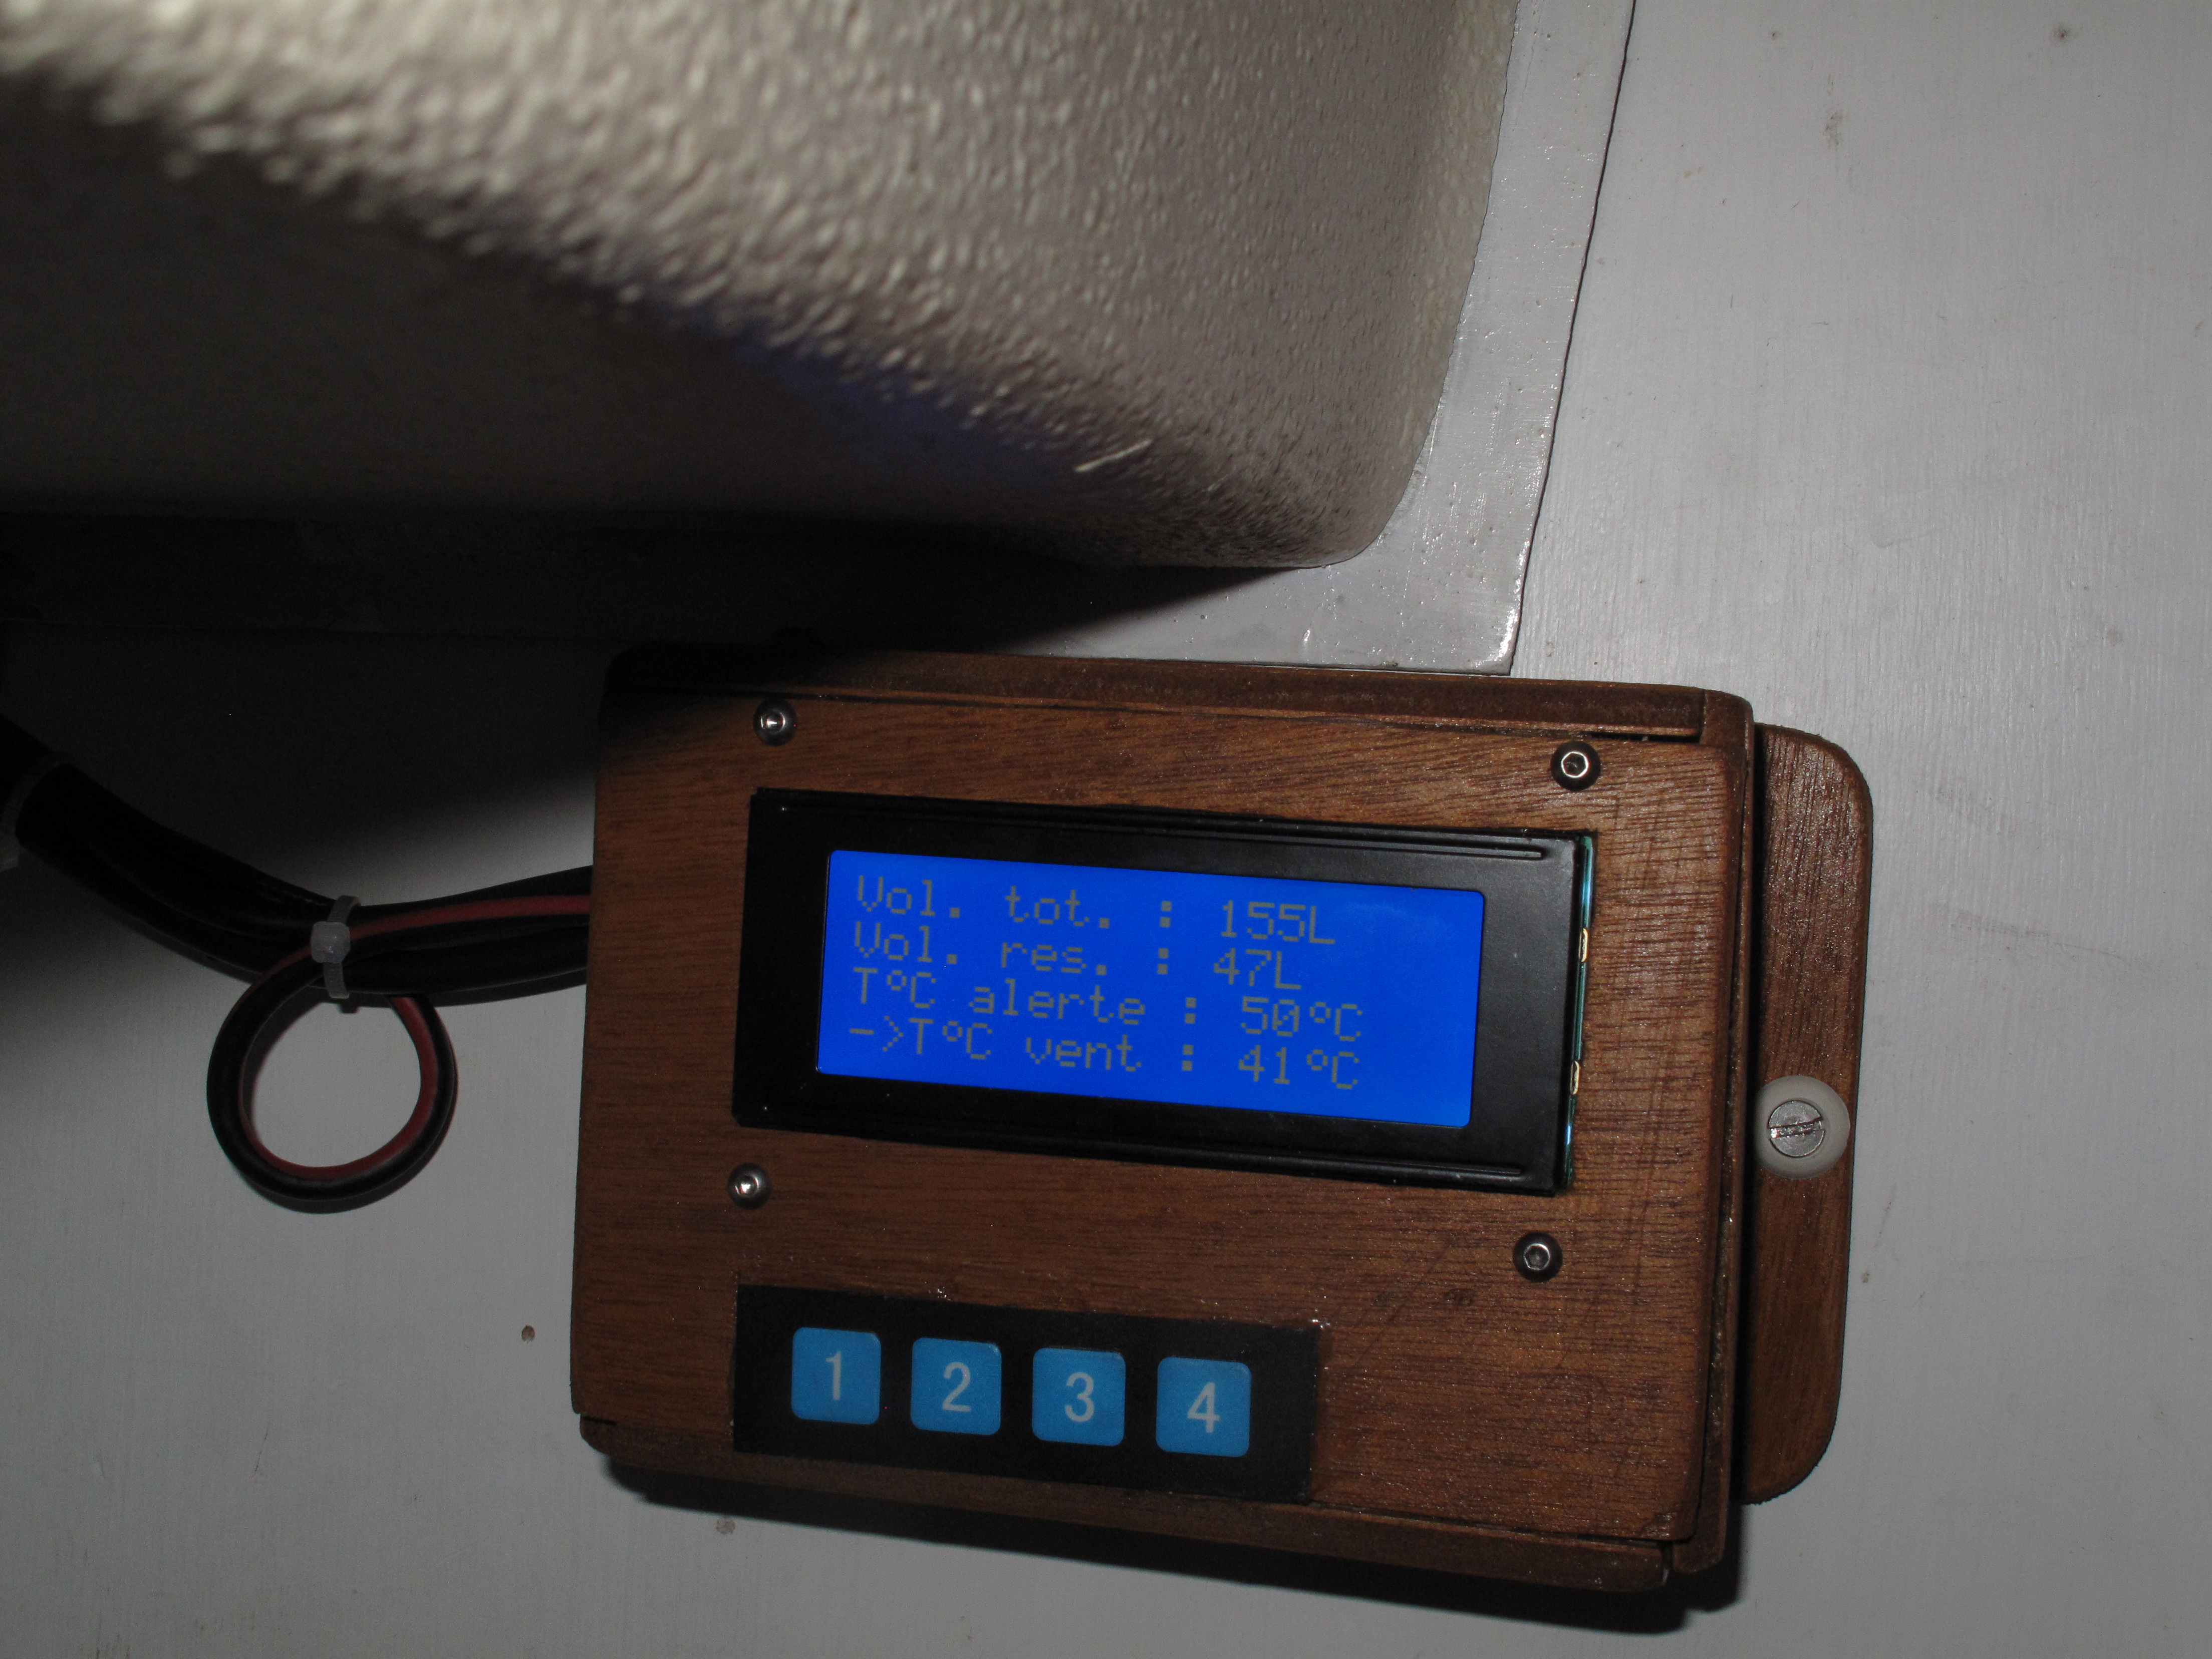 Vol. tot. : 155L
Vol. res. : 47L
T°C alerte : 50°C
->T°C vent : 41°C
1 2 3 4